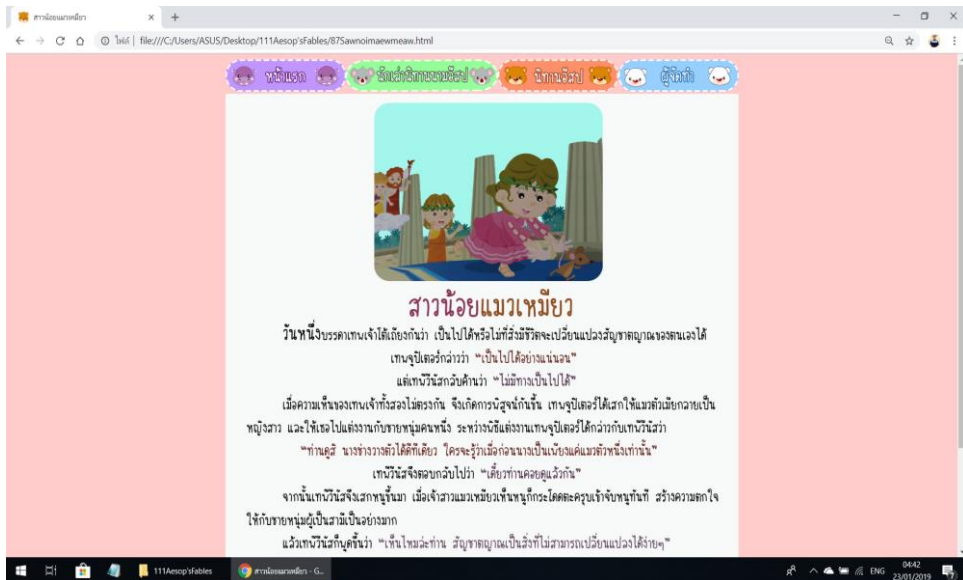 สาวน้อยแมวเหมียว
ไฟล์ | file:///C:/Users/ASUS/Desktop/111Aesop'sFables/87Sawnoimaewmeaw.html
หน้าแรก นักเล่านิทานนามอีสป นิทานอีสป ผู้จัดทำ
สาวน้อยแมวเหมียว
วันหนึ่งบรรดาเทพเจ้าได้เถียงกันว่า เป็นไปได้หรือไม่ที่สิ่งมีชีวิตจะเปลี่ยนแปลงสัญชาตญาณของตนเองได้
เทพจูปิเตอร์กล่าวว่า “เป็นไปได้อย่างแน่นอน”
แต่เทพีวีนัสกลับค้านว่า “ไม่มีทางเป็นไปได้”
เมื่อความเห็นของเทพเจ้าทั้งสองไม่ตรงกัน จึงเกิดการพิสูจน์กันขึ้น เทพจูปิเตอร์ได้เสกให้แมวตัวเมียกลายเป็น
หญิงสาว และให้เธอไปแต่งงานกับชายหนุ่มคนหนึ่ง ระหว่างพิธีแต่งงานเทพจูปิเตอร์ได้กล่าวกับเทพีวีนัสว่า
“ท่านดูสิ นางช่างวางตัวได้ดีทีเดียว ใครจะรู้ว่าเมื่อก่อนนางเป็นเพียงแค่แมวตัวหนึ่งเท่านั้น”
เทพีวีนัสจึงตอบกลับไปว่า “เดี๋ยวท่านคอยดูแล้วกัน”
จากนั้นเทพีวีนัสจึงเสกหนูขึ้นมา เมื่อเจ้าสาวแมวเหมียวเห็นหนูก็กระโดดตะครุบเข้าจับหนูทันที สร้างความตกใจ
ให้กับชายหนุ่มผู้เป็นสามีเป็นอย่างมาก
แล้วเทพีวีนัสก็พูดขึ้นว่า “เห็นไหมล่ะท่าน สัญชาตญาณเป็นสิ่งที่ไม่สามารถเปลี่ยนแปลงได้ง่ายๆ”
111Aesop'sfables
สาวน้อยแมวเหมียว - G...
ENG
04:42
23/01/2019